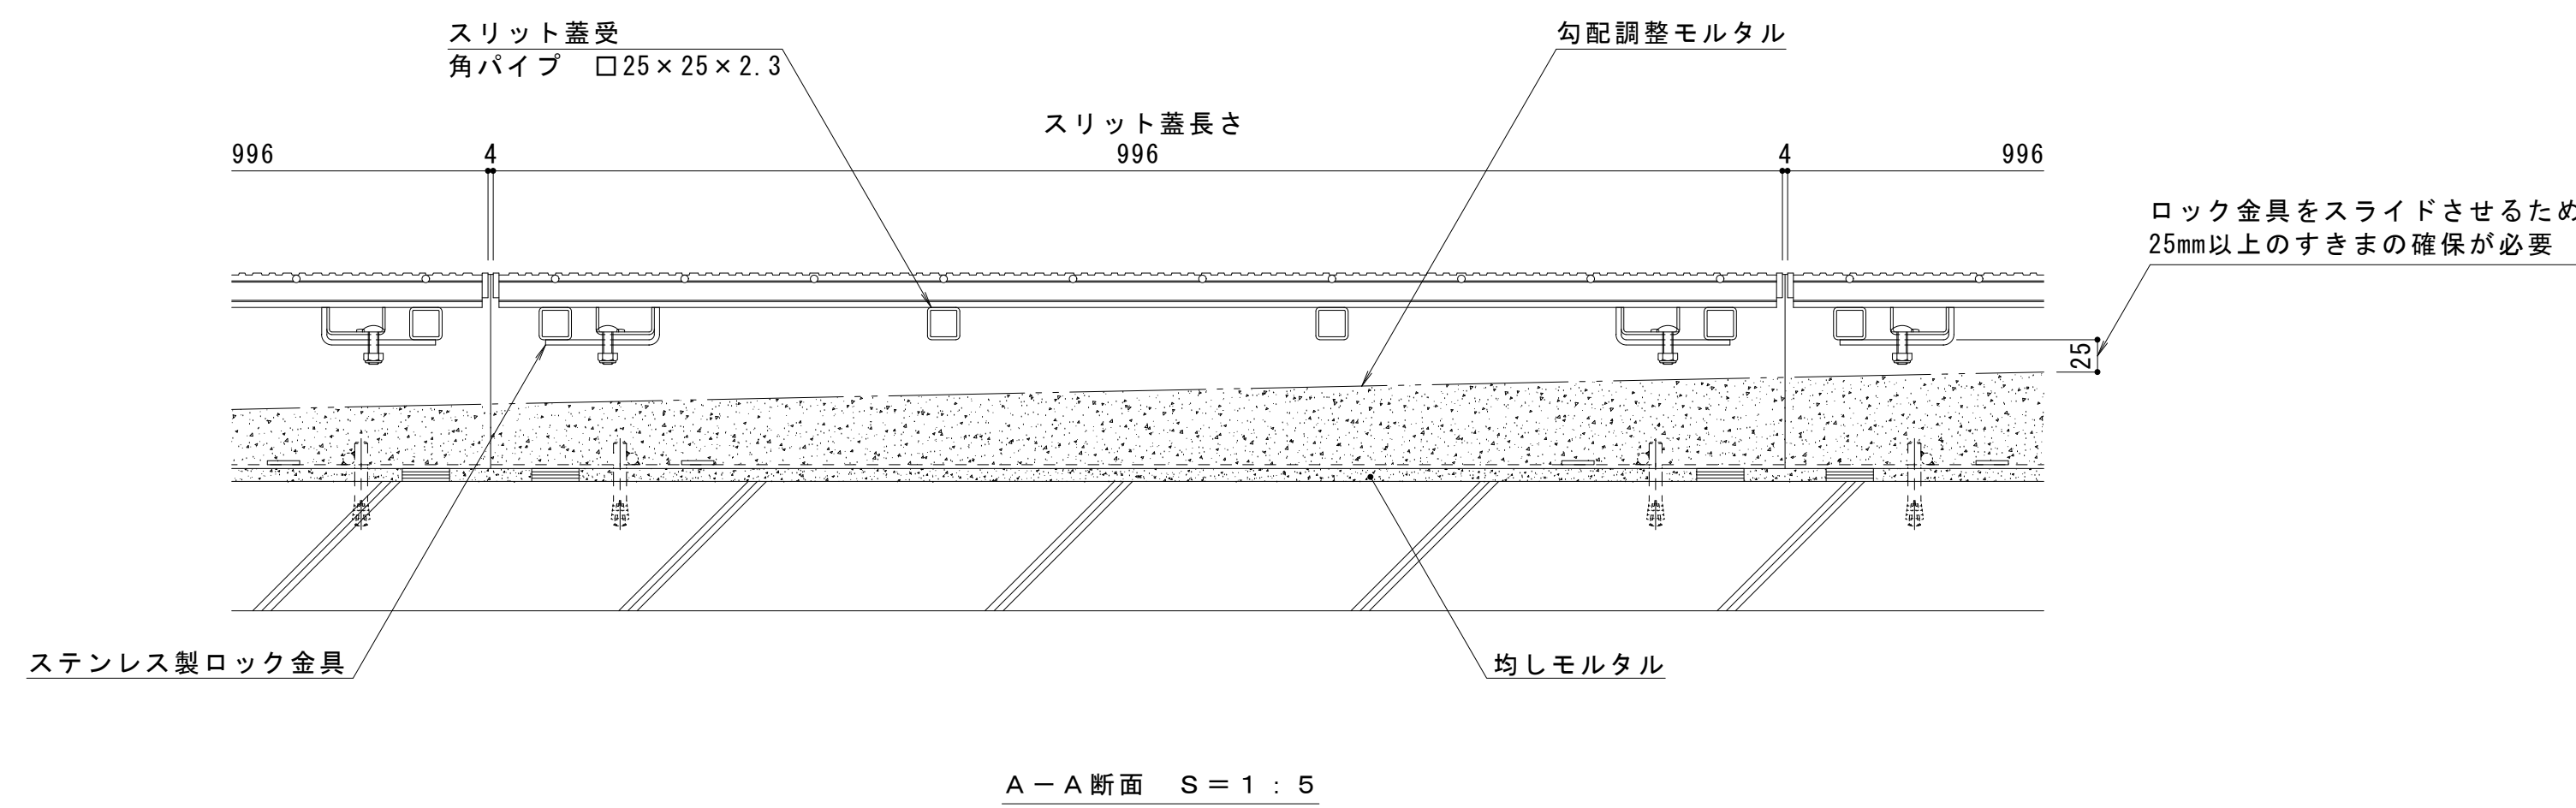 スリット蓋受
角パイプ　□25×25×2.3
勾配調整モルタル
スリット蓋長さ
996
4
996
4
996
ロック金具をスライドさせるため
25mm以上のすきまの確保が必要
25
ステンレス製ロック金具
均しモルタル
A－A断面　S＝1：5